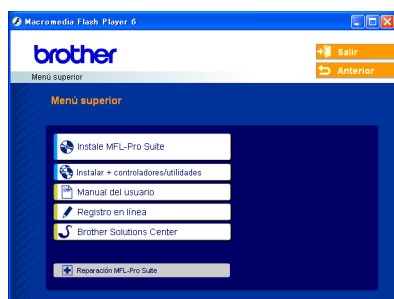 Macromedia Flash Player 6
brother
Salir
Anterior
Menú superior
Menú superior
Instale MFL-Pro Suite
Instalar + controladores/utilidades
Manual del usuario
Registro en línea
Brother Solutions Center
Reparación MFL-Pro Suite